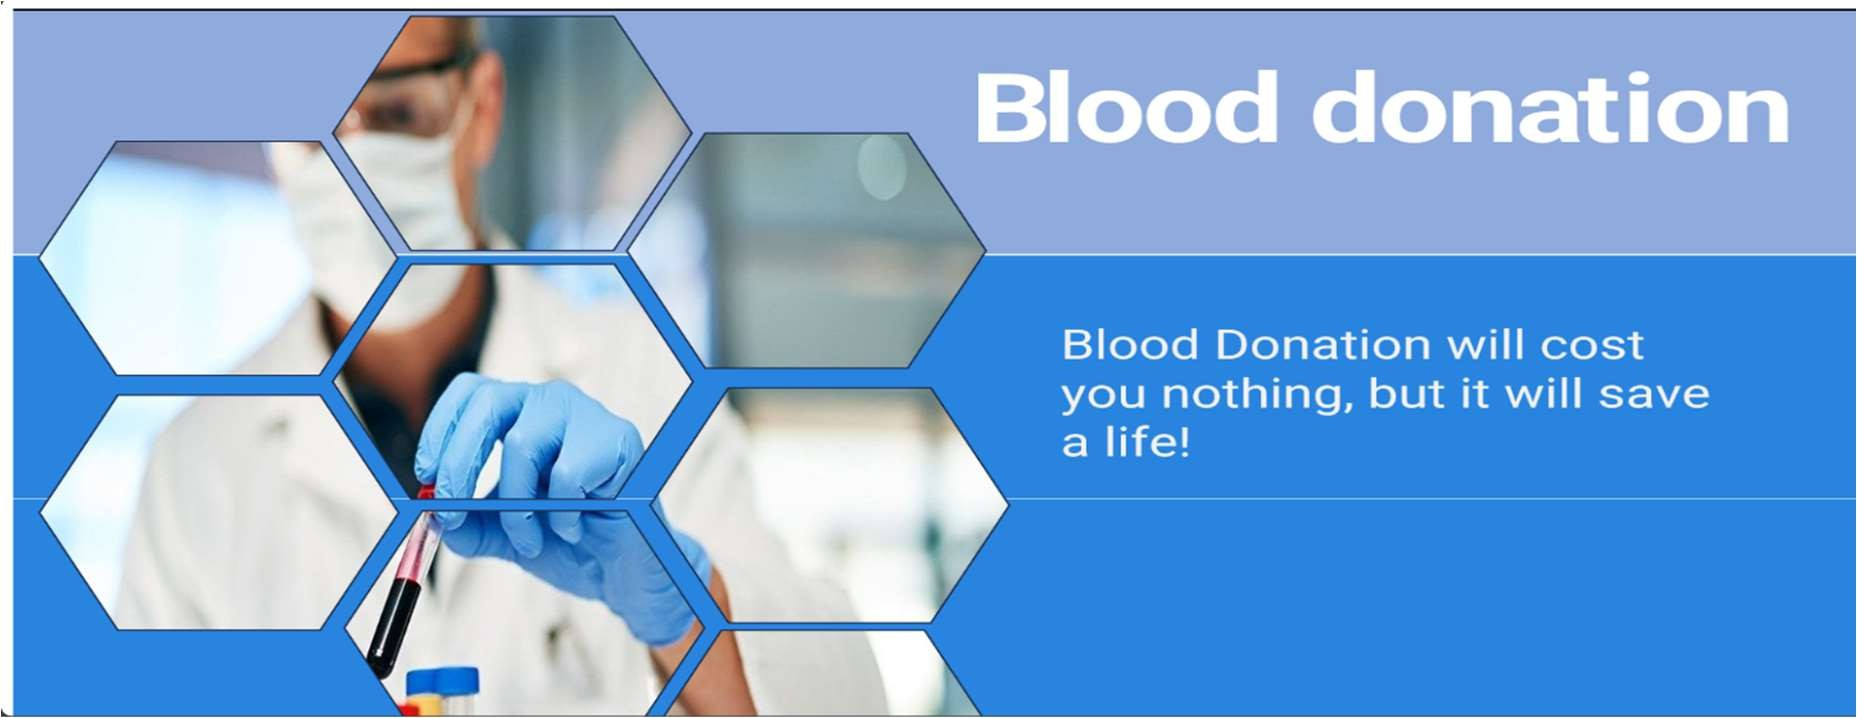 Blood donation
Blood Donation will cost
you nothing, but it will save
a life!